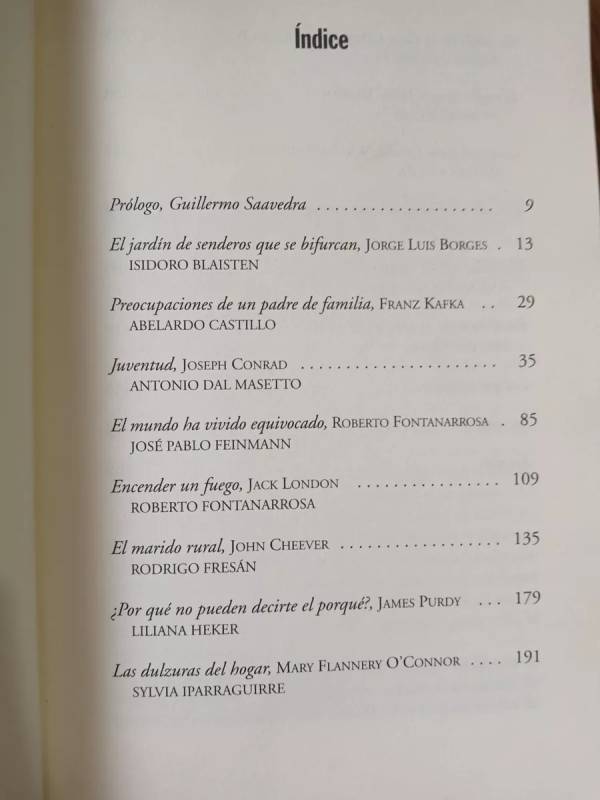 Índice
Prólogo, Guillermo Saavedra . . . . . . . . . . . . . . . . . . . . 9
El jardín de senderos que se bifurcan, JORGE LUIS BORGES . 13
ISIDORO BLAISTEN
Preocupaciones de un padre de familia, FRANZ KAFKA . . 29
ABELARDO CASTILLO
Juventud, JOSEPH CONRAD . . . . . . . . . . . . . . . . . . . . . . 35
ANTONIO DAL MASETTO
El mundo ha vivido equivocado, ROBERTO FONTANARROSA . 85
JOSÉ PABLO FEINMANN
Encender un fuego, JACK LONDON . . . . . . . . . . . . . . . . 109
ROBERTO FONTANARROSA
El marido rural, JOHN CHEEVER . . . . . . . . . . . . . . . . . . 135
RODRIGO FRESÁN
¿Por qué no pueden decirte el porqué?, JAMES PURDY . . . 179
LILIANA HEKER
Las dulzuras del hogar, MARY FLANNERY O'CONNOR . . . . 191
SYLVIA IPARRAGUIRRE